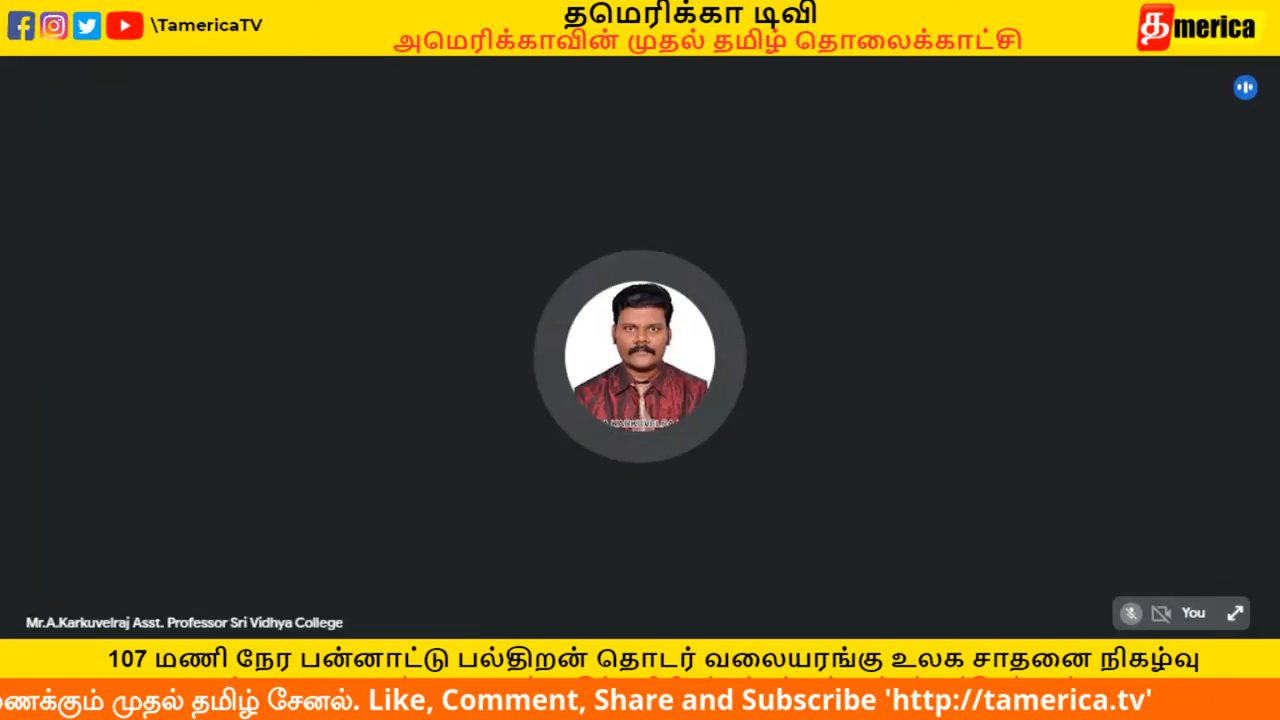 \TamericaTV
தமெரிக்கா டிவி
அமெரிக்காவின் முதல் தமிழ் தொலைக்காட்சி
தmerica
Mr.A.Karkuvelraj Asst. Professor Sri Vidhya College
You
107 மணி நேர பன்னாட்டு பல்திறன் தொடர் வலையரங்கு உலக சாதனை நிகழ்வு
முதல் தமிழ் சேனல். Like, Comment, Share and Subscribe 'http://tamerica.tv'